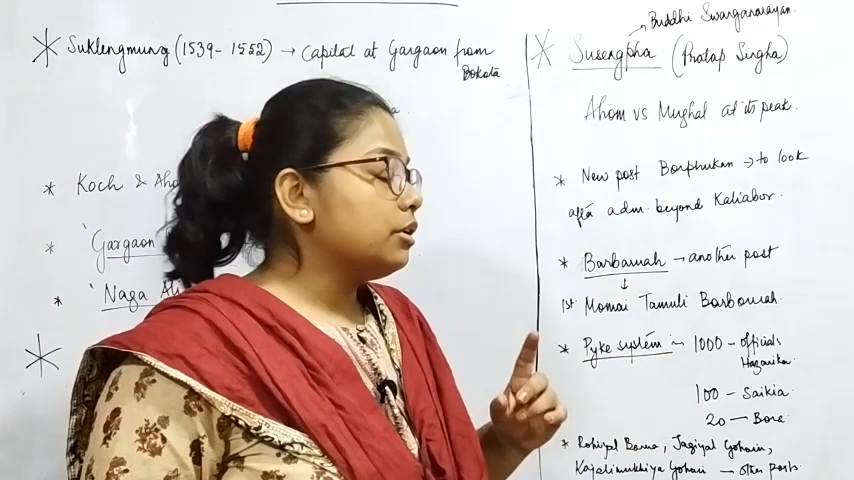 * Suklengmung (1539 - 1552) → Capital at Gargaon from
Bokota
* Koch & Aho
* 'Gargaon
* 'Naga Ali
*
Buddhi Swarganarayan.
* Susengpha (Pratap Singha)
Ahom vs Mughal at its peak.
* New post Borphukan → to look
after adm. beyond Kaliabor.
* Barbaruah → another post
↓
1st Momai Tamuli Barbaruah.
* Pyke system :~ 1000 - officials
Hazarika.
100 - Saikia.
20 — Bora.
* Rohiyal Barua, Jagiyal Gohain,
Kajalimukhiya Gohain — other posts.